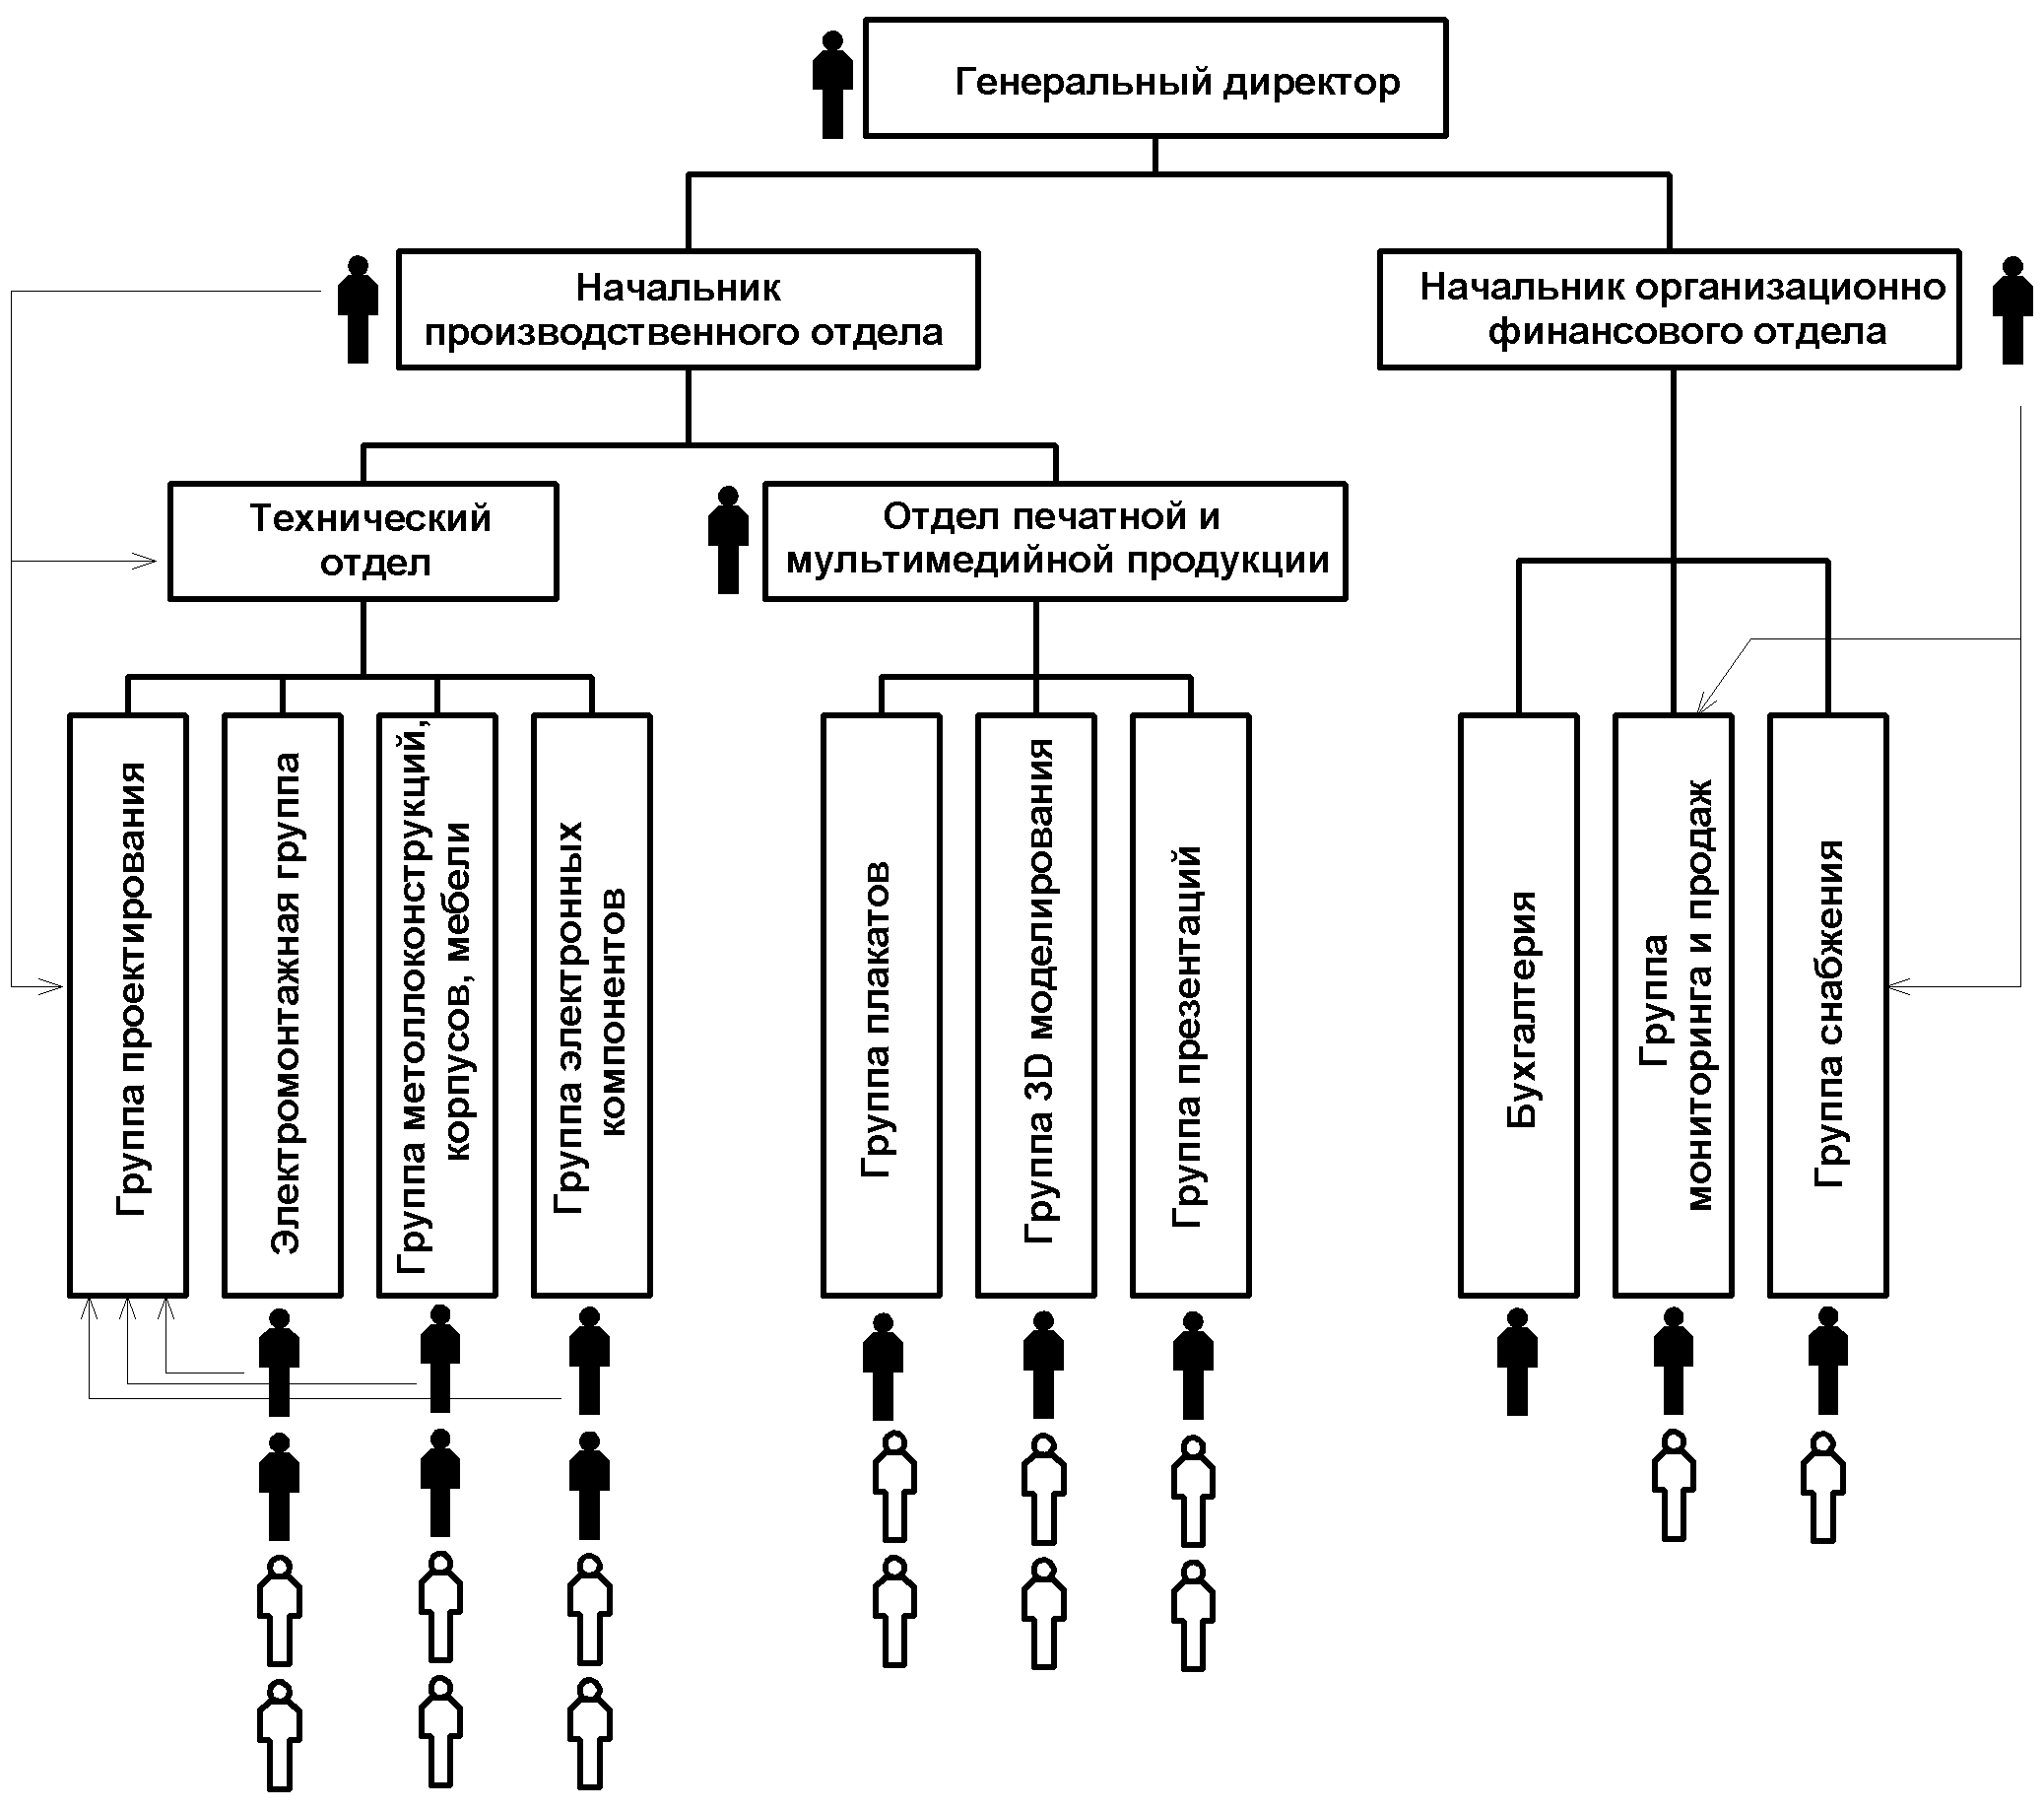 Генеральный директор
Начальник
производственного отдела
Начальник организационно
финансового отдела
Технический
отдел
Отдел печатной и
мультимедийной продукции
Группа проектирования
Электромонтажная группа
Группа метоллоконструкций,
корпусов, мебели
Группа электронных
компонентов
Группа плакатов
Группа 3D моделирования
Группа презентаций
Бухгалтерия
Группа
мониторинга и продаж
Группа снабжения